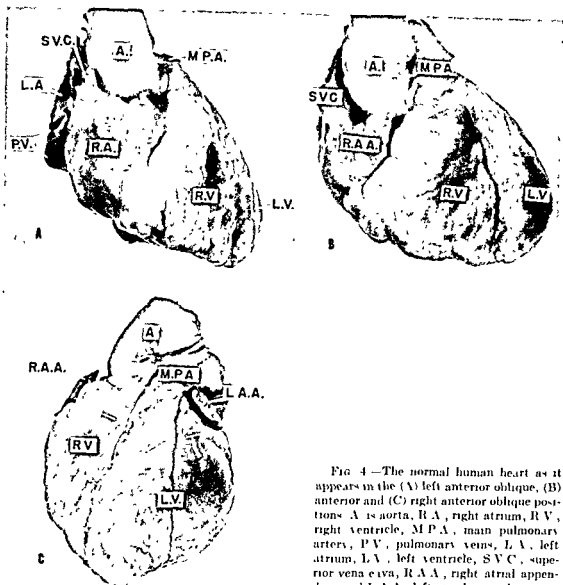 S.V.C.
A.
M.P.A.
L.A.
P.V.
R.A.
R.V
L.V.
A
A.
M.P.A.
S.V.C.
R.A.A.
R.V
L.V
B
A
R.A.A.
M.P.A
L A.A.
R V
L.V.
C
FIG 4—The normal human heart as it
appears in the (A) left anterior oblique, (B)
anterior and (C) right anterior oblique posi-
tions A is aorta, R A , right atrium, R V ,
right ventricle, M P A , main pulmonary
artery, P V , pulmonary veins, L A , left
atrium, L V , left ventricle, S V C , supe-
rior vena cava, R A A , right atrial appen-